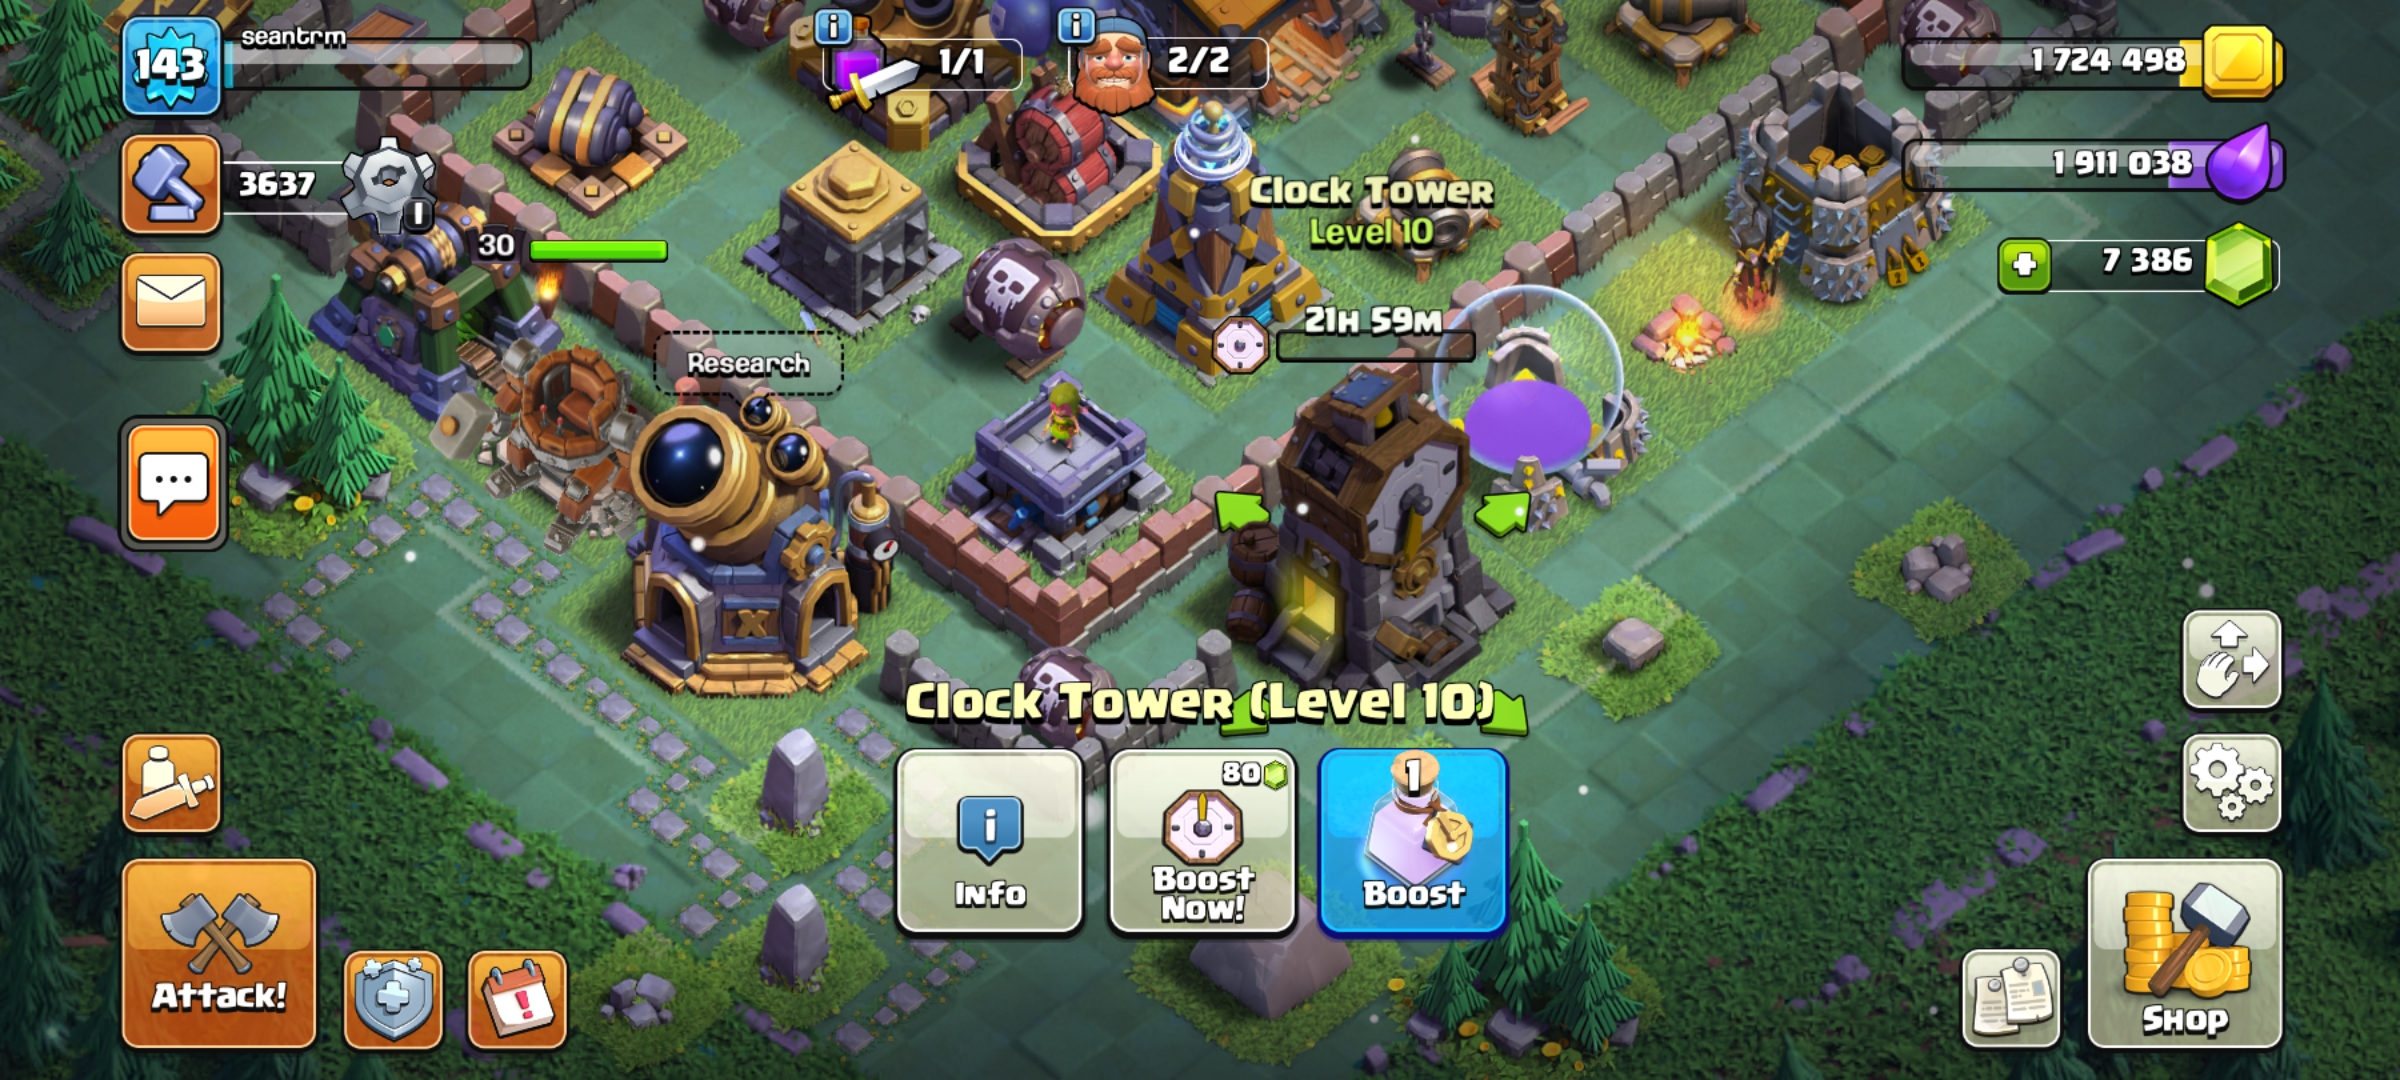 143
seantrm
1/1
2/2
1 724 498
3637
I
1 911 038
Clock Tower
Level 10
30
7 386
21H 59M
Research
Clock Tower (Level 10)
80
1
Info
Boost
Now!
Boost
Attack!
Shop